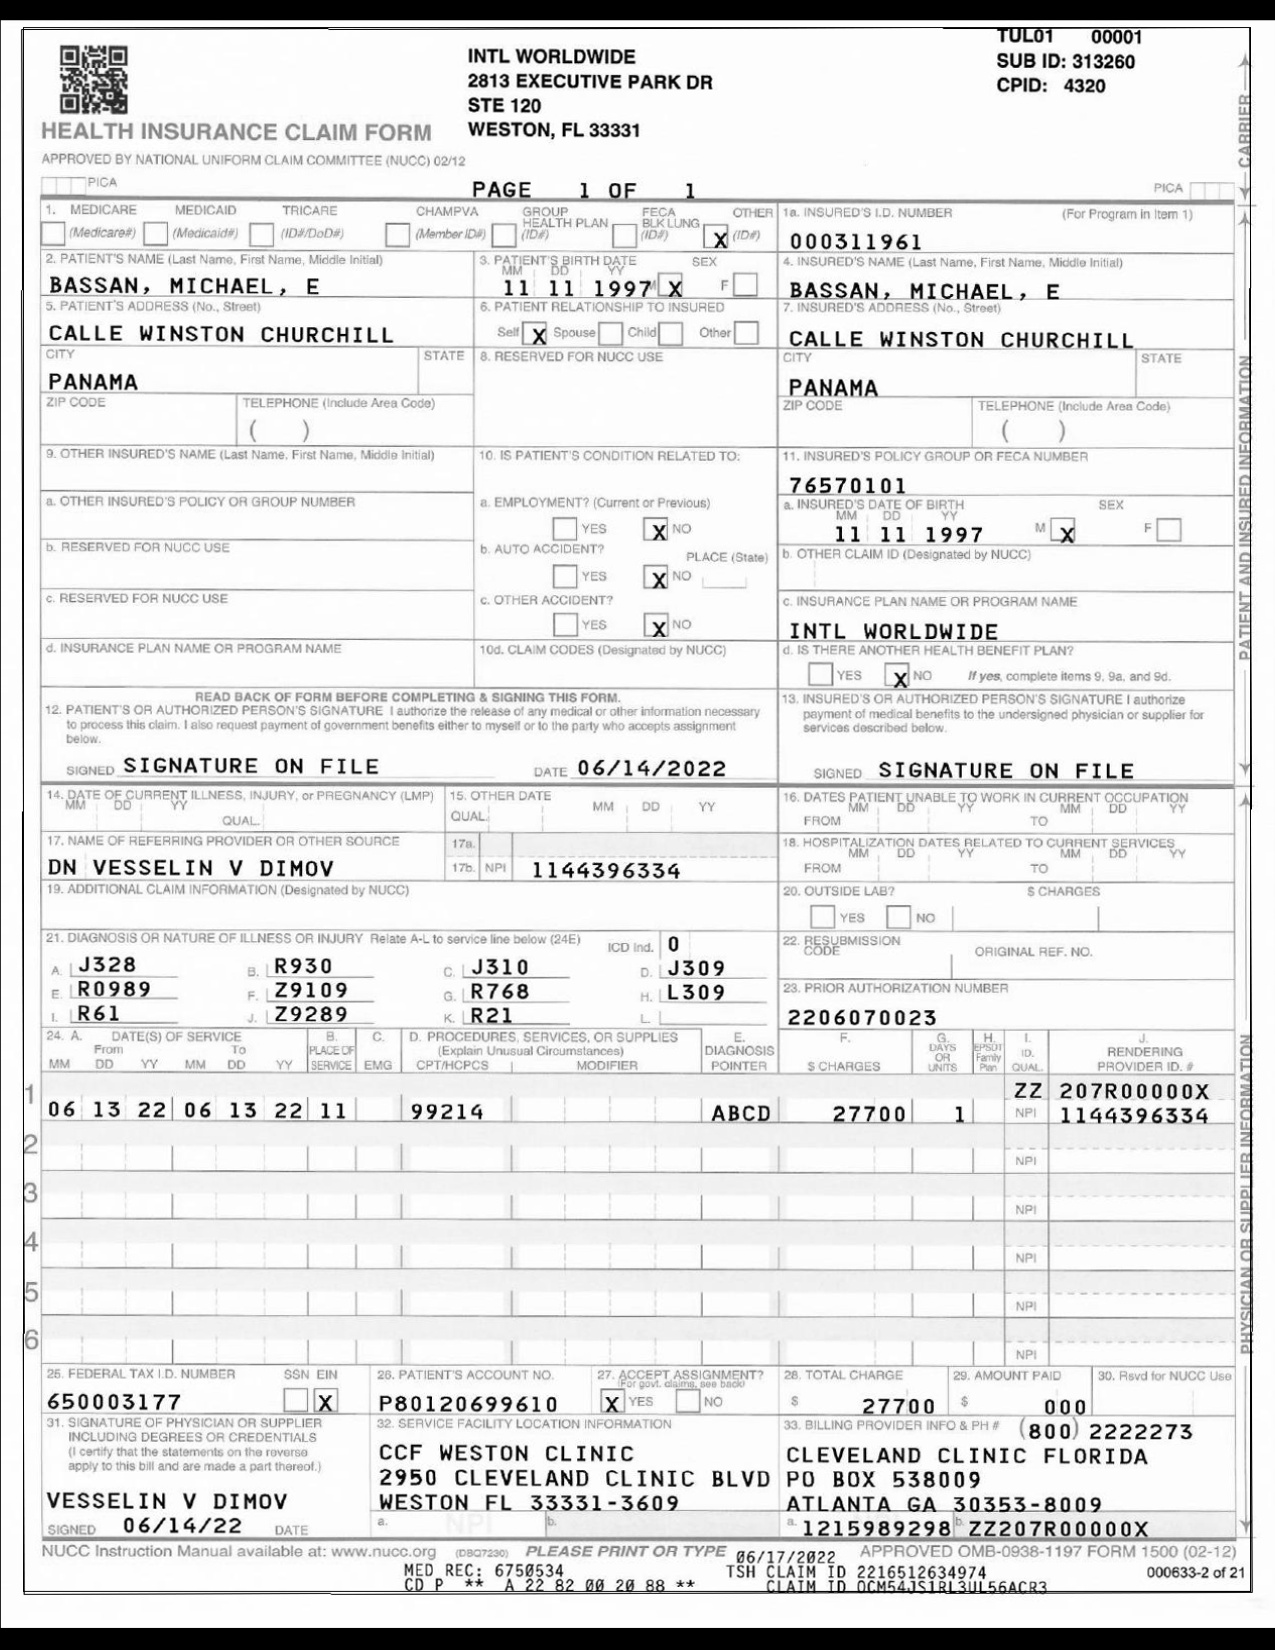 TUL01 00001
INTL WORLDWIDE
2813 EXECUTIVE PARK DR
STE 120
WESTON, FL 33331
SUB ID: 313260
CPID: 4320
HEALTH INSURANCE CLAIM FORM
APPROVED BY NATIONAL UNIFORM CLAIM COMMITTEE (NUCC) 02/12
PICA
PAGE 1 OF 1
PICA
CARRIER
1. MEDICARE MEDICAID TRICARE CHAMPVA GROUP HEALTH PLAN FECA BLK LUNG OTHER
(Medicare#) (Medicaid#) (ID#/DoD#) (Member ID#) (ID#) (ID#) X (ID#)
1a. INSURED'S I.D. NUMBER (For Program in Item 1)
000311961
2. PATIENT'S NAME (Last Name, First Name, Middle Initial)
BASSAN, MICHAEL, E
3. PATIENT'S BIRTH DATE SEX
MM DD YY
11 11 1997 M X F
4. INSURED'S NAME (Last Name, First Name, Middle Initial)
BASSAN, MICHAEL, E
5. PATIENT'S ADDRESS (No., Street)
CALLE WINSTON CHURCHILL
6. PATIENT RELATIONSHIP TO INSURED
Self X Spouse Child Other
7. INSURED'S ADDRESS (No., Street)
CALLE WINSTON CHURCHILL
CITY STATE
PANAMA
8. RESERVED FOR NUCC USE
CITY STATE
PANAMA
ZIP CODE TELEPHONE (Include Area Code)
( )
ZIP CODE TELEPHONE (Include Area Code)
( )
9. OTHER INSURED'S NAME (Last Name, First Name, Middle Initial)
10. IS PATIENT'S CONDITION RELATED TO:
11. INSURED'S POLICY GROUP OR FECA NUMBER
76570101
a. OTHER INSURED'S POLICY OR GROUP NUMBER
a. EMPLOYMENT? (Current or Previous)
YES X NO
a. INSURED'S DATE OF BIRTH SEX
MM DD YY
11 11 1997 M X F
b. RESERVED FOR NUCC USE
b. AUTO ACCIDENT? PLACE (State)
YES X NO
b. OTHER CLAIM ID (Designated by NUCC)
c. RESERVED FOR NUCC USE
c. OTHER ACCIDENT?
YES X NO
c. INSURANCE PLAN NAME OR PROGRAM NAME
INTL WORLDWIDE
d. INSURANCE PLAN NAME OR PROGRAM NAME
10d. CLAIM CODES (Designated by NUCC)
d. IS THERE ANOTHER HEALTH BENEFIT PLAN?
YES X NO If yes, complete items 9, 9a, and 9d.
PATIENT AND INSURED INFORMATION
READ BACK OF FORM BEFORE COMPLETING & SIGNING THIS FORM.
12. PATIENT'S OR AUTHORIZED PERSON'S SIGNATURE I authorize the release of any medical or other information necessary
to process this claim. I also request payment of government benefits either to myself or to the party who accepts assignment
below.
SIGNED SIGNATURE ON FILE DATE 06/14/2022
13. INSURED'S OR AUTHORIZED PERSON'S SIGNATURE I authorize
payment of medical benefits to the undersigned physician or supplier for
services described below.
SIGNED SIGNATURE ON FILE
14. DATE OF CURRENT ILLNESS, INJURY, or PREGNANCY (LMP)
MM DD YY
QUAL.
15. OTHER DATE
QUAL. MM DD YY
16. DATES PATIENT UNABLE TO WORK IN CURRENT OCCUPATION
MM DD YY MM DD YY
FROM TO
17. NAME OF REFERRING PROVIDER OR OTHER SOURCE
DN VESSELIN V DIMOV
17a.
17b. NPI 1144396334
18. HOSPITALIZATION DATES RELATED TO CURRENT SERVICES
MM DD YY MM DD YY
FROM TO
19. ADDITIONAL CLAIM INFORMATION (Designated by NUCC)
20. OUTSIDE LAB? $ CHARGES
YES NO
21. DIAGNOSIS OR NATURE OF ILLNESS OR INJURY Relate A-L to service line below (24E) ICD Ind. 0
A. J328 B. R930 C. J310 D. J309
E. R0989 F. Z9109 G. R768 H. L309
I. R61 J. Z9289 K. R21 L.
22. RESUBMISSION CODE ORIGINAL REF. NO.
23. PRIOR AUTHORIZATION NUMBER
2206070023
24. A. DATE(S) OF SERVICE B. C. D. PROCEDURES, SERVICES, OR SUPPLIES E. F. G. H. I. J.
From To PLACE OF (Explain Unusual Circumstances) DIAGNOSIS DAYS OR UNITS EPSDT Family Plan ID. RENDERING
MM DD YY MM DD YY SERVICE EMG CPT/HCPCS MODIFIER POINTER $ CHARGES QUAL. PROVIDER ID. #
ZZ 207R00000X
1 06 13 22 06 13 22 11 99214 ABCD 27700 1 NPI 1144396334
2 NPI
3 NPI
4 NPI
5 NPI
6 NPI
PHYSICIAN OR SUPPLIER INFORMATION
25. FEDERAL TAX I.D. NUMBER SSN EIN
650003177 X
26. PATIENT'S ACCOUNT NO.
P80120699610
27. ACCEPT ASSIGNMENT?
(For govt. claims, see back)
X YES NO
28. TOTAL CHARGE
$ 27700
29. AMOUNT PAID
$ 000
30. Rsvd for NUCC Use
31. SIGNATURE OF PHYSICIAN OR SUPPLIER
INCLUDING DEGREES OR CREDENTIALS
(I certify that the statements on the reverse
apply to this bill and are made a part thereof.)
VESSELIN V DIMOV
SIGNED 06/14/22 DATE
32. SERVICE FACILITY LOCATION INFORMATION
CCF WESTON CLINIC
2950 CLEVELAND CLINIC BLVD
WESTON FL 33331-3609
a. NPI b.
33. BILLING PROVIDER INFO & PH # (800) 2222273
CLEVELAND CLINIC FLORIDA
PO BOX 538009
ATLANTA GA 30353-8009
a. 1215989298 b. ZZ207R00000X
NUCC Instruction Manual available at: www.nucc.org (DBQ7230) PLEASE PRINT OR TYPE 06/17/2022 APPROVED OMB-0938-1197 FORM 1500 (02-12)
MED REC: 6750534 TSH CLAIM ID 2216512634974 000633-2 of 21
CD P ** A 22 82 00 20 88 ** CLAIM ID OCM54JS1RL3UL56ACR3